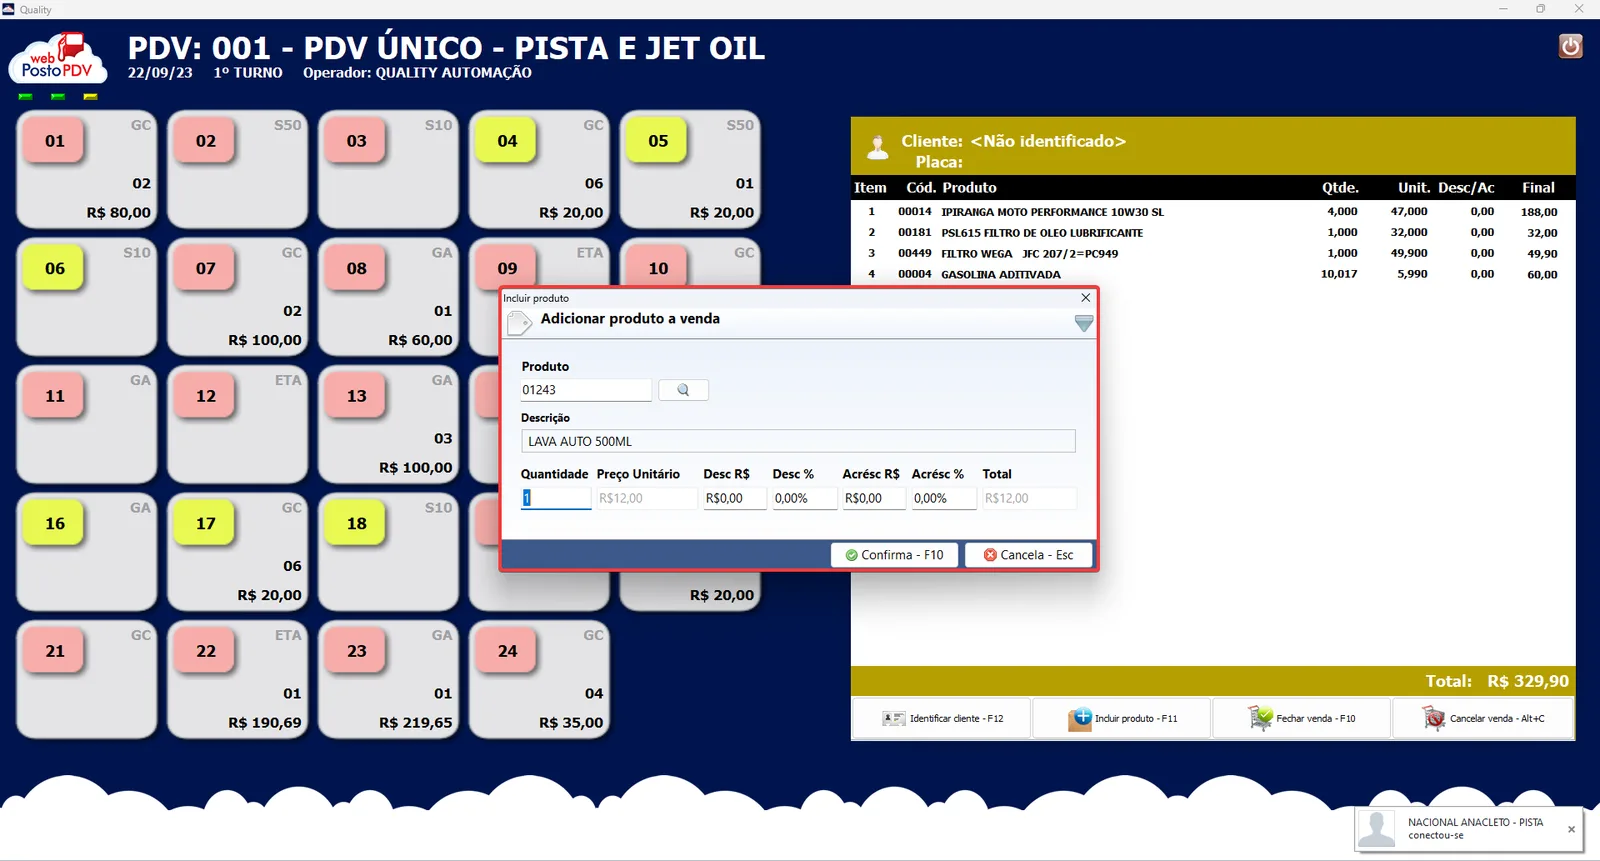 Quality
web
PostoPDV
PDV: 001 - PDV ÚNICO - PISTA E JET OIL
22/09/23 1º TURNO Operador: QUALITY AUTOMAÇÃO
01 GC
02
R$ 80,00
02 S50
03 S10
04 GC
06
R$ 20,00
05 S50
01
R$ 20,00
06 S10
07 GC
02
R$ 100,00
08 GA
01
R$ 60,00
09 ETA
10 GC
11 GA
12 ETA
13 GA
03
R$ 100,00
16 GA
17 GC
06
R$ 20,00
18 S10
R$ 20,00
21 GC
22 ETA
01
R$ 190,69
23 GA
01
R$ 219,65
24 GC
04
R$ 35,00
Cliente: <Não identificado>
Placa:
Item Cód. Produto Qtde. Unit. Desc/Ac Final
1 00014 IPIRANGA MOTO PERFORMANCE 10W30 SL 4,000 47,000 0,00 188,00
2 00181 PSL615 FILTRO DE OLEO LUBRIFICANTE 1,000 32,000 0,00 32,00
3 00449 FILTRO WEGA JFC 207/2=PC949 1,000 49,900 0,00 49,90
4 00004 GASOLINA ADITIVADA 10,017 5,990 0,00 60,00
Incluir produto
Adicionar produto a venda
Produto
01243
Descrição
LAVA AUTO 500ML
Quantidade Preço Unitário Desc R$ Desc % Acrésc R$ Acrésc % Total
1 R$12,00 R$0,00 0,00% R$0,00 0,00% R$12,00
Confirma - F10 Cancela - Esc
Total: R$ 329,90
Identificar cliente - F12 Incluir produto - F11 Fechar venda - F10 Cancelar venda - Alt+C
NACIONAL ANACLETO - PISTA
conectou-se